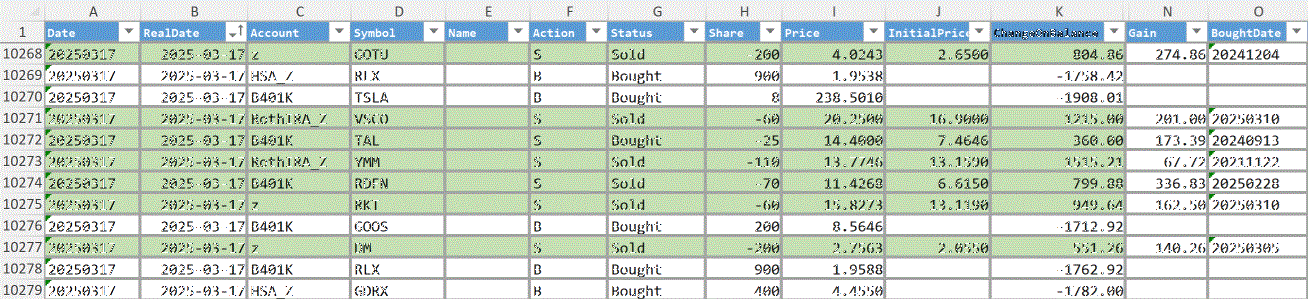 A B C D E F G H I J K N O
1 Date RealDate Account Symbol Name Action Status Share Price InitialPrice ChangeOnBalance Gain BoughtDate
10268 20250317 2025-03-17 z GOTU S Sold -200 4.0243 2.6500 804.86 274.86 20241204
10269 20250317 2025-03-17 HSA_Z RLX B Bought 900 1.9538 -1758.42
10270 20250317 2025-03-17 B401K TSLA B Bought 8 238.5010 -1908.01
10271 20250317 2025-03-17 RothIRA_Z VSCO S Sold -60 20.2500 16.9000 1215.00 201.00 20250310
10272 20250317 2025-03-17 B401K TAL S Bought -25 14.4000 7.4646 360.00 173.39 20240913
10273 20250317 2025-03-17 RothIRA_Z YMM S Sold -110 13.7746 13.1590 1515.21 67.72 20211122
10274 20250317 2025-03-17 B401K RDFN S Sold -70 11.4268 6.6150 799.88 336.83 20250228
10275 20250317 2025-03-17 z RKT S Sold -60 15.8273 13.1190 949.64 162.50 20250310
10276 20250317 2025-03-17 B401K GOOS B Bought 200 8.5646 -1712.92
10277 20250317 2025-03-17 z DM S Sold -200 2.7563 2.0550 551.26 140.26 20250305
10278 20250317 2025-03-17 B401K RLX B Bought 900 1.9588 -1762.92
10279 20250317 2025-03-17 HSA_Z GDRX B Bought 400 4.4550 -1782.00